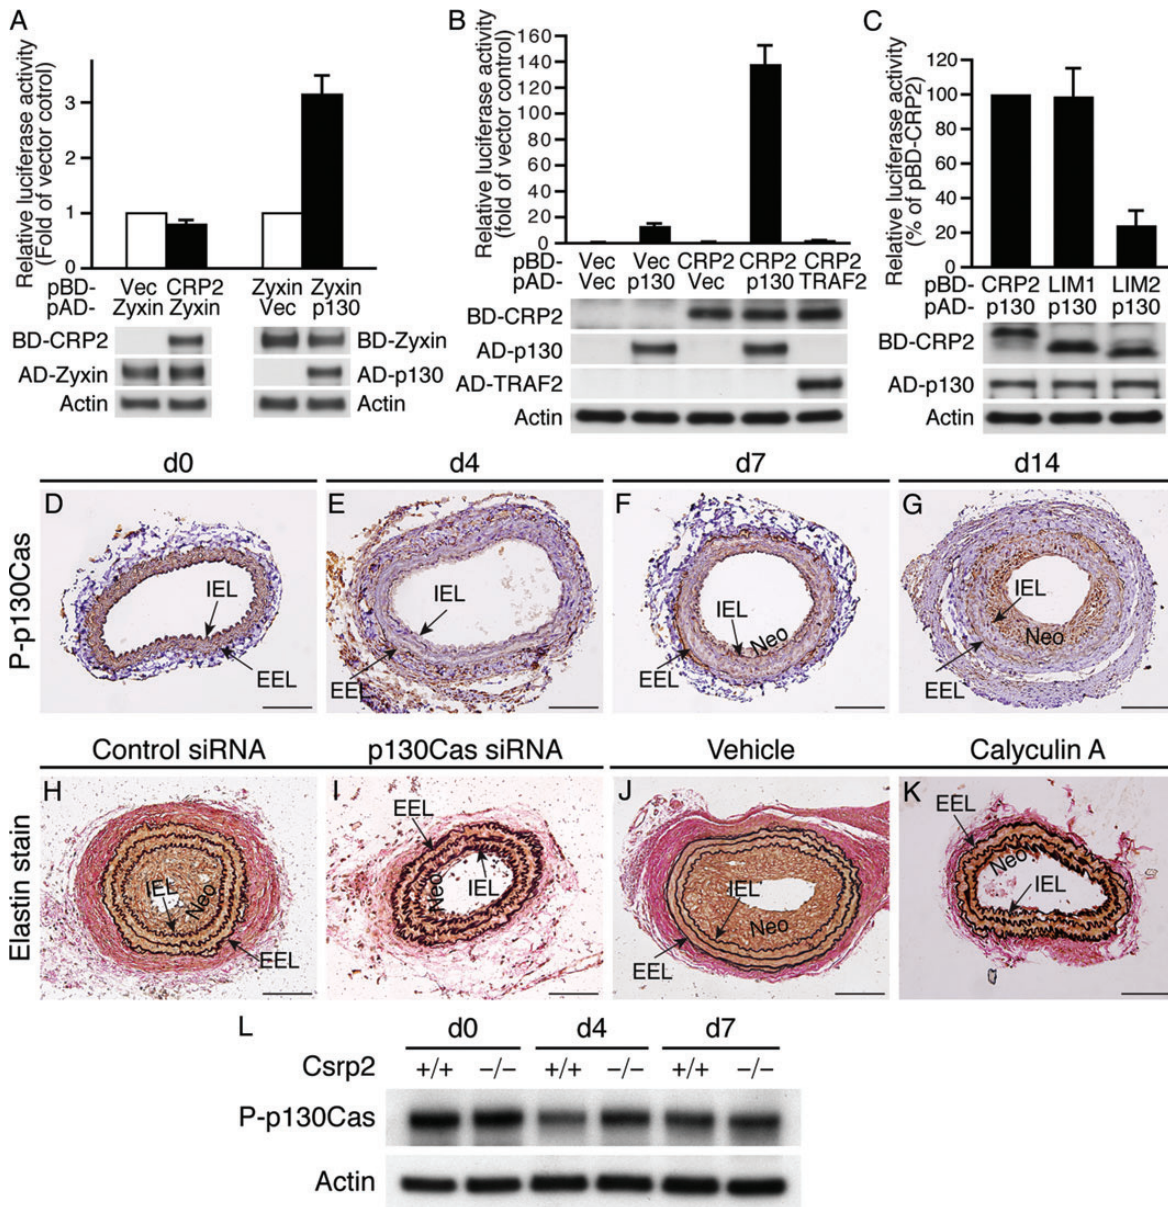 A
Relative luciferase activity
(Fold of vector cotrol)
3
2
1
0
pBD- Vec CRP2 Zyxin Zyxin
pAD- Zyxin Zyxin Vec p130
BD-CRP2 BD-Zyxin
AD-Zyxin AD-p130
Actin Actin
B
Relative luciferase activity
(fold of vector control)
160
140
120
100
80
60
40
20
0
pBD- Vec Vec CRP2 CRP2 CRP2
pAD- Vec p130 Vec p130 TRAF2
BD-CRP2
AD-p130
AD-TRAF2
Actin
C
Relative luciferase activity
(% of pBD-CRP2)
120
100
80
60
40
20
0
pBD- CRP2 LIM1 LIM2
pAD- p130 p130 p130
BD-CRP2
AD-p130
Actin
d0 d4 d7 d14
P-p130Cas
D E F G
IEL IEL IEL Neo IEL Neo
EEL EEL EEL EEL
Control siRNA p130Cas siRNA Vehicle Calyculin A
Elastin stain
H I J K
IEL Neo EEL
EEL Neo IEL
IEL Neo EEL
EEL Neo IEL
L d0 d4 d7
Csrp2 +/+ −/− +/+ −/− +/+ −/−
P-p130Cas
Actin